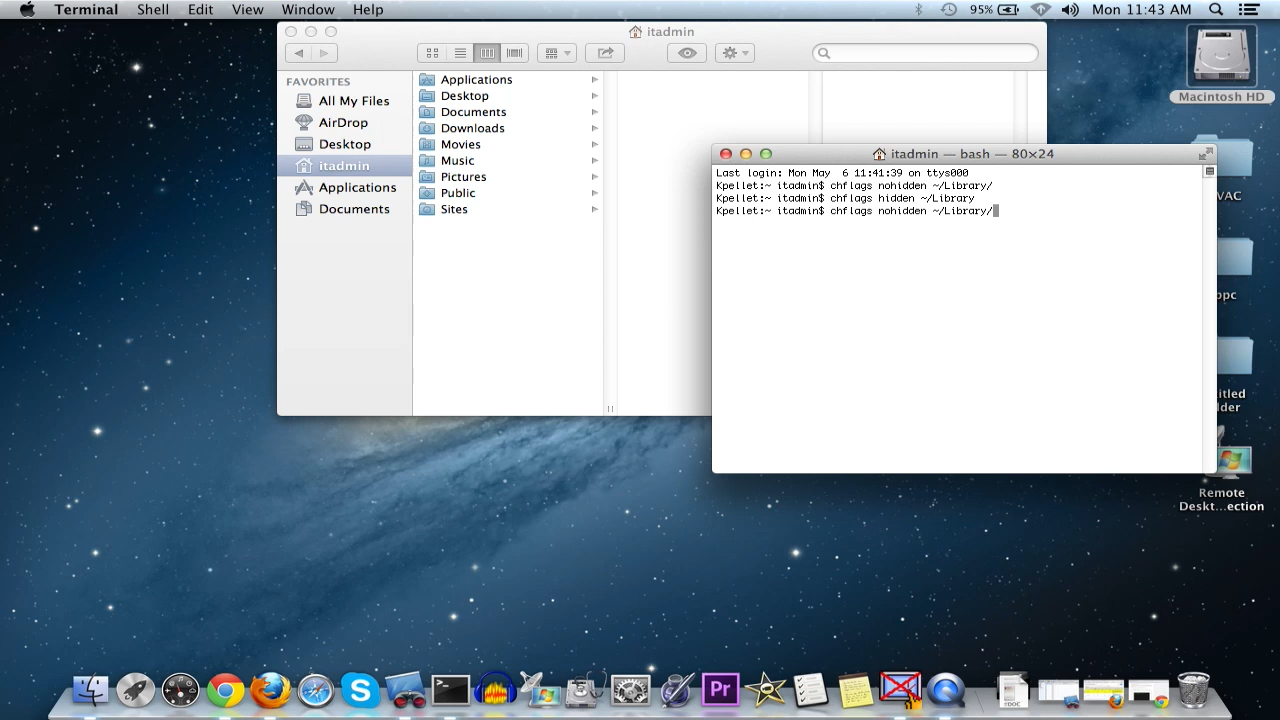 Terminal Shell Edit View Window Help
95% Mon 11:43 AM
itadmin
FAVORITES
All My Files
AirDrop
Desktop
itadmin
Applications
Documents
Applications
Desktop
Documents
Downloads
Movies
Music
Pictures
Public
Sites
itadmin — bash — 80×24
Last login: Mon May  6 11:41:39 on ttys000
Kpellet:~ itadmin$ chflags nohidden ~/Library/
Kpellet:~ itadmin$ chflags hidden ~/Library
Kpellet:~ itadmin$ chflags nohidden ~/Library/
Macintosh HD
VAC
Remote
Deskt...ection
Pr